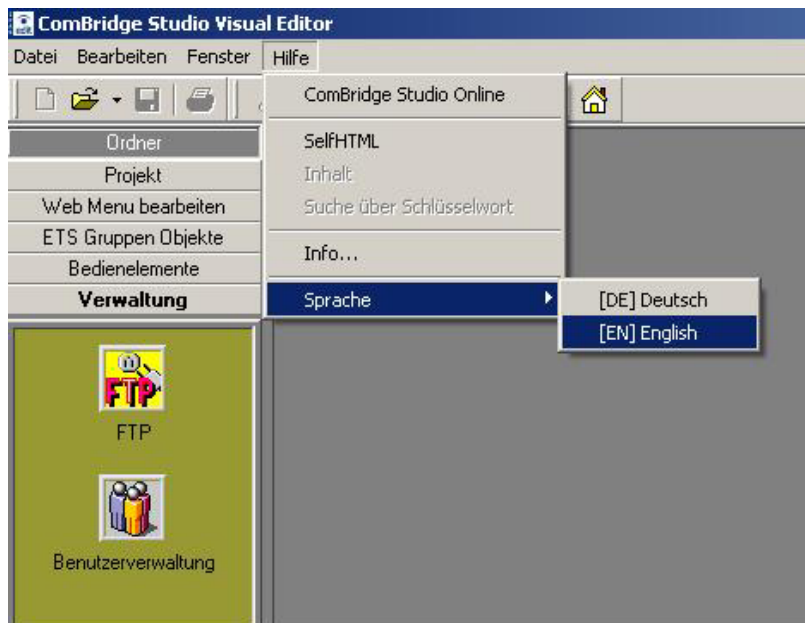 ComBridge Studio Visual Editor
Datei Bearbeiten Fenster Hilfe
ComBridge Studio Online
SelfHTML
Inhalt
Suche über Schlüsselwort
Info...
Sprache
[DE] Deutsch
[EN] English
Ordner
Projekt
Web Menu bearbeiten
ETS Gruppen Objekte
Bedienelemente
Verwaltung
FTP
FTP
Benutzerverwaltung